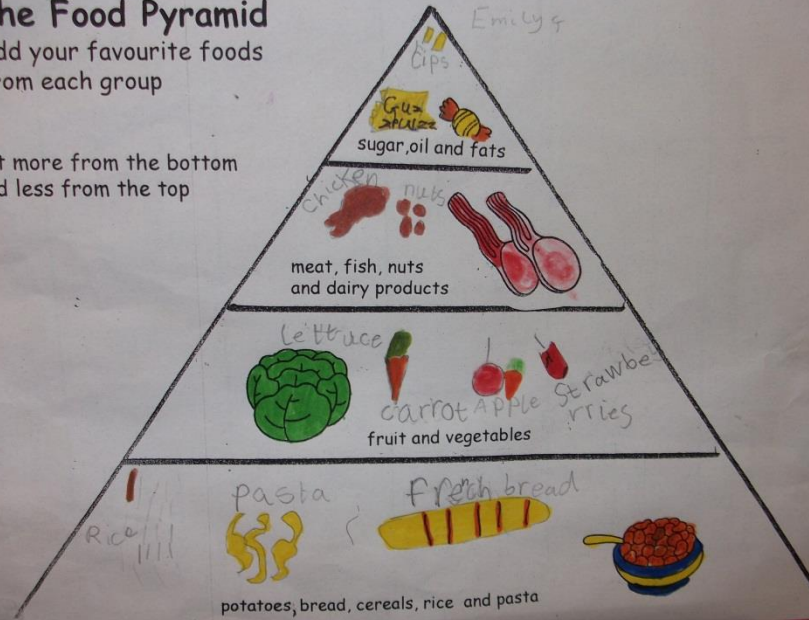 he Food Pyramid
dd your favourite foods
rom each group
t more from the bottom
d less from the top
Emily
Cips
sugar,oil and fats
chicken
nuts
meat, fish, nuts
and dairy products
Lettuce
carrot
APPle
Strawbe
rries
fruit and vegetables
Rice
pasta
french bread
potatoes, bread, cereals, rice and pasta